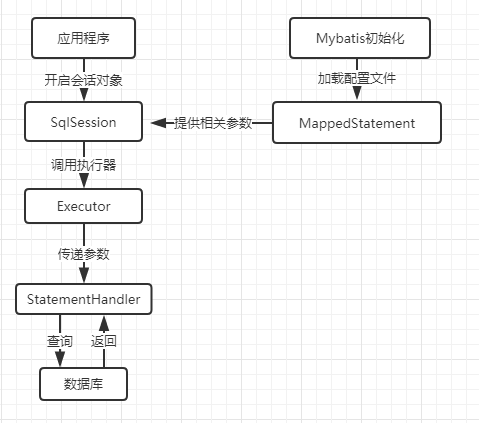 应用程序
Mybatis初始化
开启会话对象
加载配置文件
SqlSession
提供相关参数
MappedStatement
调用执行器
Executor
传递参数
StatementHandler
查询
返回
数据库